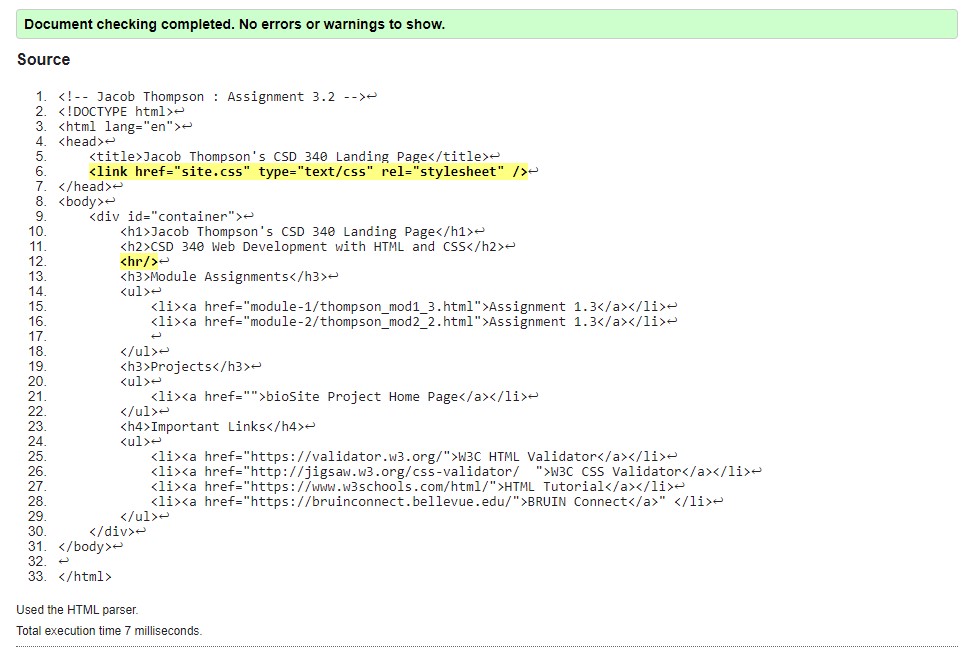 Document checking completed. No errors or warnings to show.
Source
1. <!-- Jacob Thompson : Assignment 3.2 -->↩
2. <!DOCTYPE html>↩
3. <html lang="en">↩
4. <head>↩
5.     <title>Jacob Thompson's CSD 340 Landing Page</title>↩
6.     <link href="site.css" type="text/css" rel="stylesheet" />↩
7. </head>↩
8. <body>↩
9.     <div id="container">↩
10.         <h1>Jacob Thompson's CSD 340 Landing Page</h1>↩
11.         <h2>CSD 340 Web Development with HTML and CSS</h2>↩
12.         <hr/>↩
13.         <h3>Module Assignments</h3>↩
14.         <ul>↩
15.             <li><a href="module-1/thompson_mod1_3.html">Assignment 1.3</a></li>↩
16.             <li><a href="module-2/thompson_mod2_2.html">Assignment 1.3</a></li>↩
17.             ↩
18.         </ul>↩
19.         <h3>Projects</h3>↩
20.         <ul>↩
21.             <li><a href="">bioSite Project Home Page</a></li>↩
22.         </ul>↩
23.         <h4>Important Links</h4>↩
24.         <ul>↩
25.             <li><a href="https://validator.w3.org/">W3C HTML Validator</a></li>↩
26.             <li><a href="http://jigsaw.w3.org/css-validator/  ">W3C CSS Validator</a></li>↩
27.             <li><a href="https://www.w3schools.com/html/">HTML Tutorial</a></li>↩
28.             <li><a href="https://bruinconnect.bellevue.edu/">BRUIN Connect</a>" </li>↩
29.         </ul>↩
30.     </div>↩
31. </body>↩
32. ↩
33. </html>
Used the HTML parser.
Total execution time 7 milliseconds.